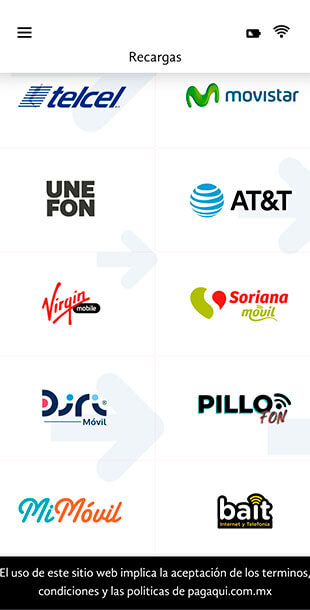 Recargas
telcel
movistar
UNE
FON
AT&T
Virgin
mobile
Soriana
móvil
Diri®
Móvil
PILLO
FON
MiMóvil
bait
Internet y Telefonía
El uso de este sitio web implica la aceptación de los terminos,
condiciones y las politicas de pagaqui.com.mx